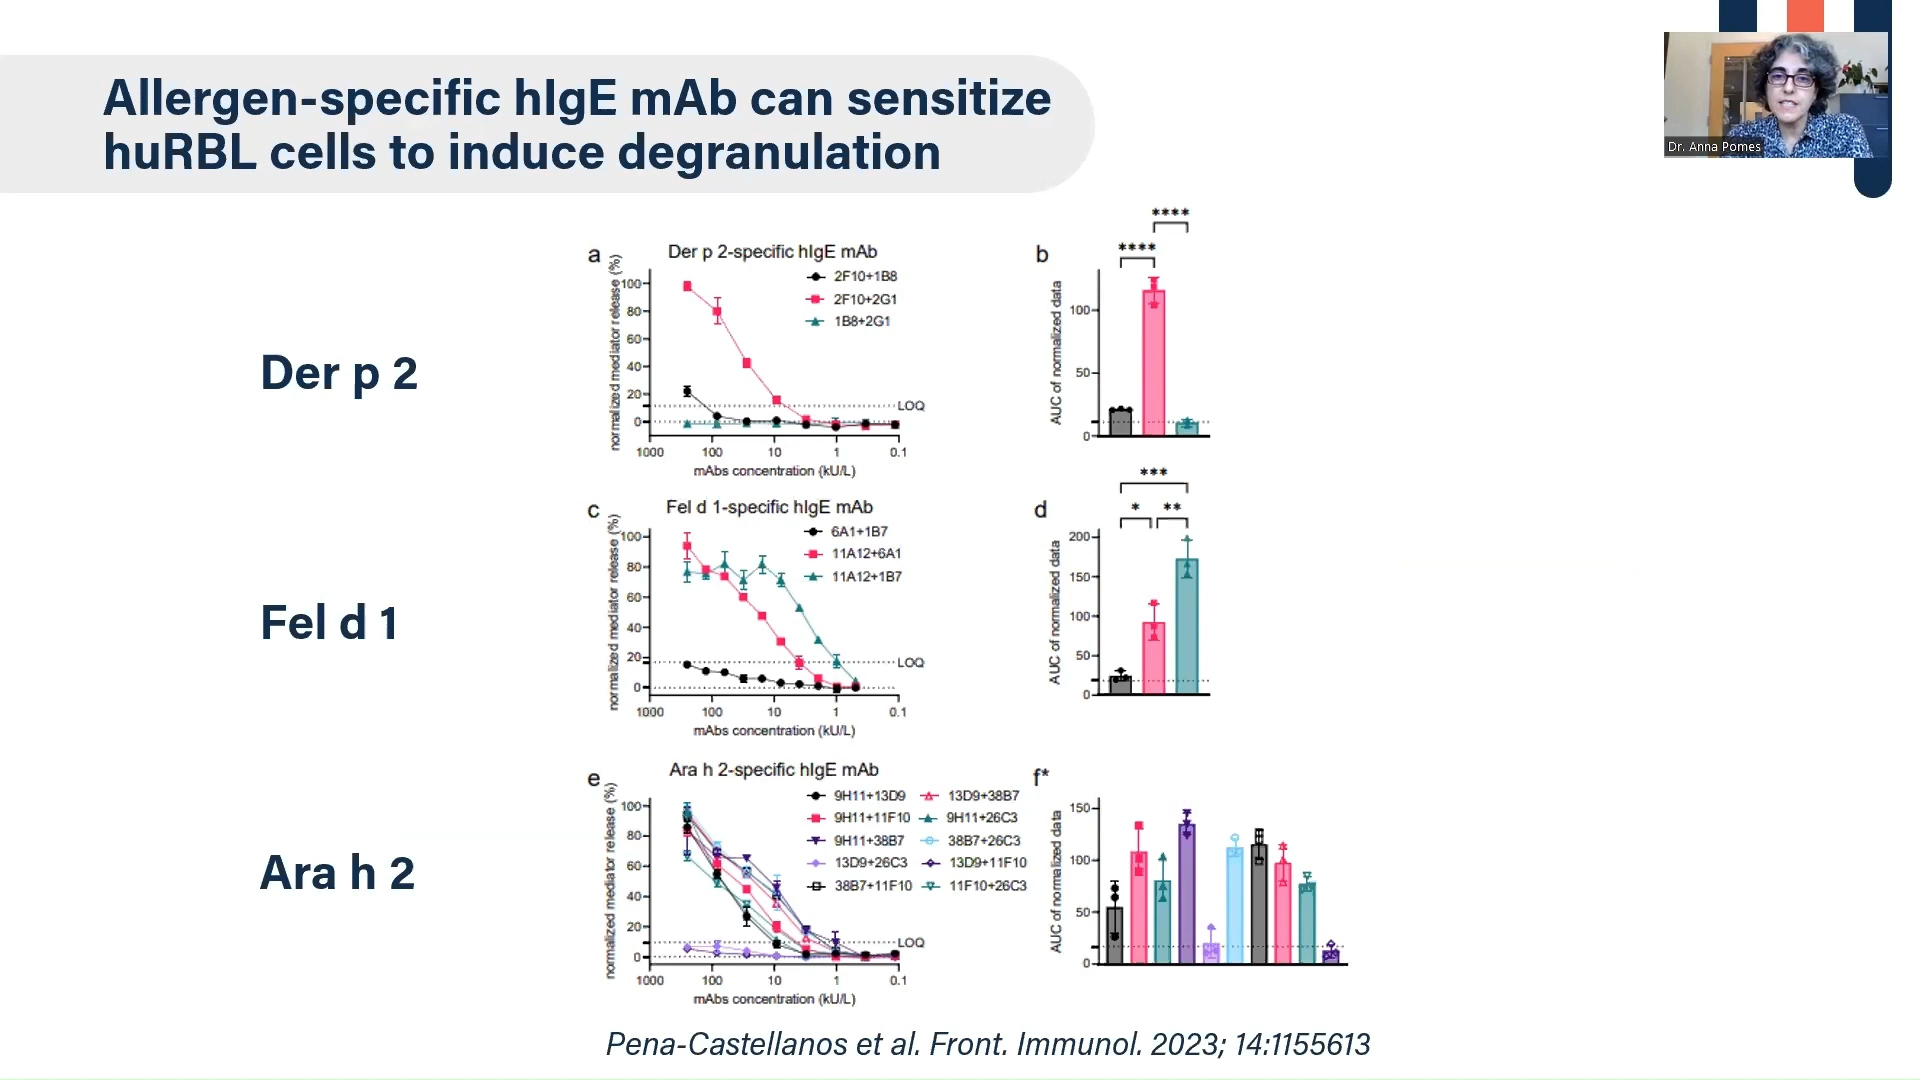 Allergen-specific hIgE mAb can sensitize
huRBL cells to induce degranulation
Dr. Anna Pomes
Der p 2
a
Der p 2-specific hIgE mAb
normalized mediator release (%)
100
80
60
40
20
0
2F10+1B8
2F10+2G1
1B8+2G1
LOQ
1000 100 10 1 0.1
mAbs concentration (kU/L)
b
****
****
AUC of normalized data
100
50
0
Fel d 1
c
Fel d 1-specific hIgE mAb
normalized mediator release (%)
100
80
60
40
20
0
6A1+1B7
11A12+6A1
11A12+1B7
LOQ
1000 100 10 1 0.1
mAbs concentration (kU/L)
d
***
* **
AUC of normalized data
200
150
100
50
0
Ara h 2
e
Ara h 2-specific hIgE mAb
normalized mediator release (%)
100
80
60
40
20
0
9H11+13D9 13D9+38B7
9H11+11F10 9H11+26C3
9H11+38B7 38B7+26C3
13D9+26C3 13D9+11F10
38B7+11F10 11F10+26C3
LOQ
1000 100 10 1 0.1
mAbs concentration (kU/L)
f*
AUC of normalized data
150
100
50
0
Pena-Castellanos et al. Front. Immunol. 2023; 14:1155613